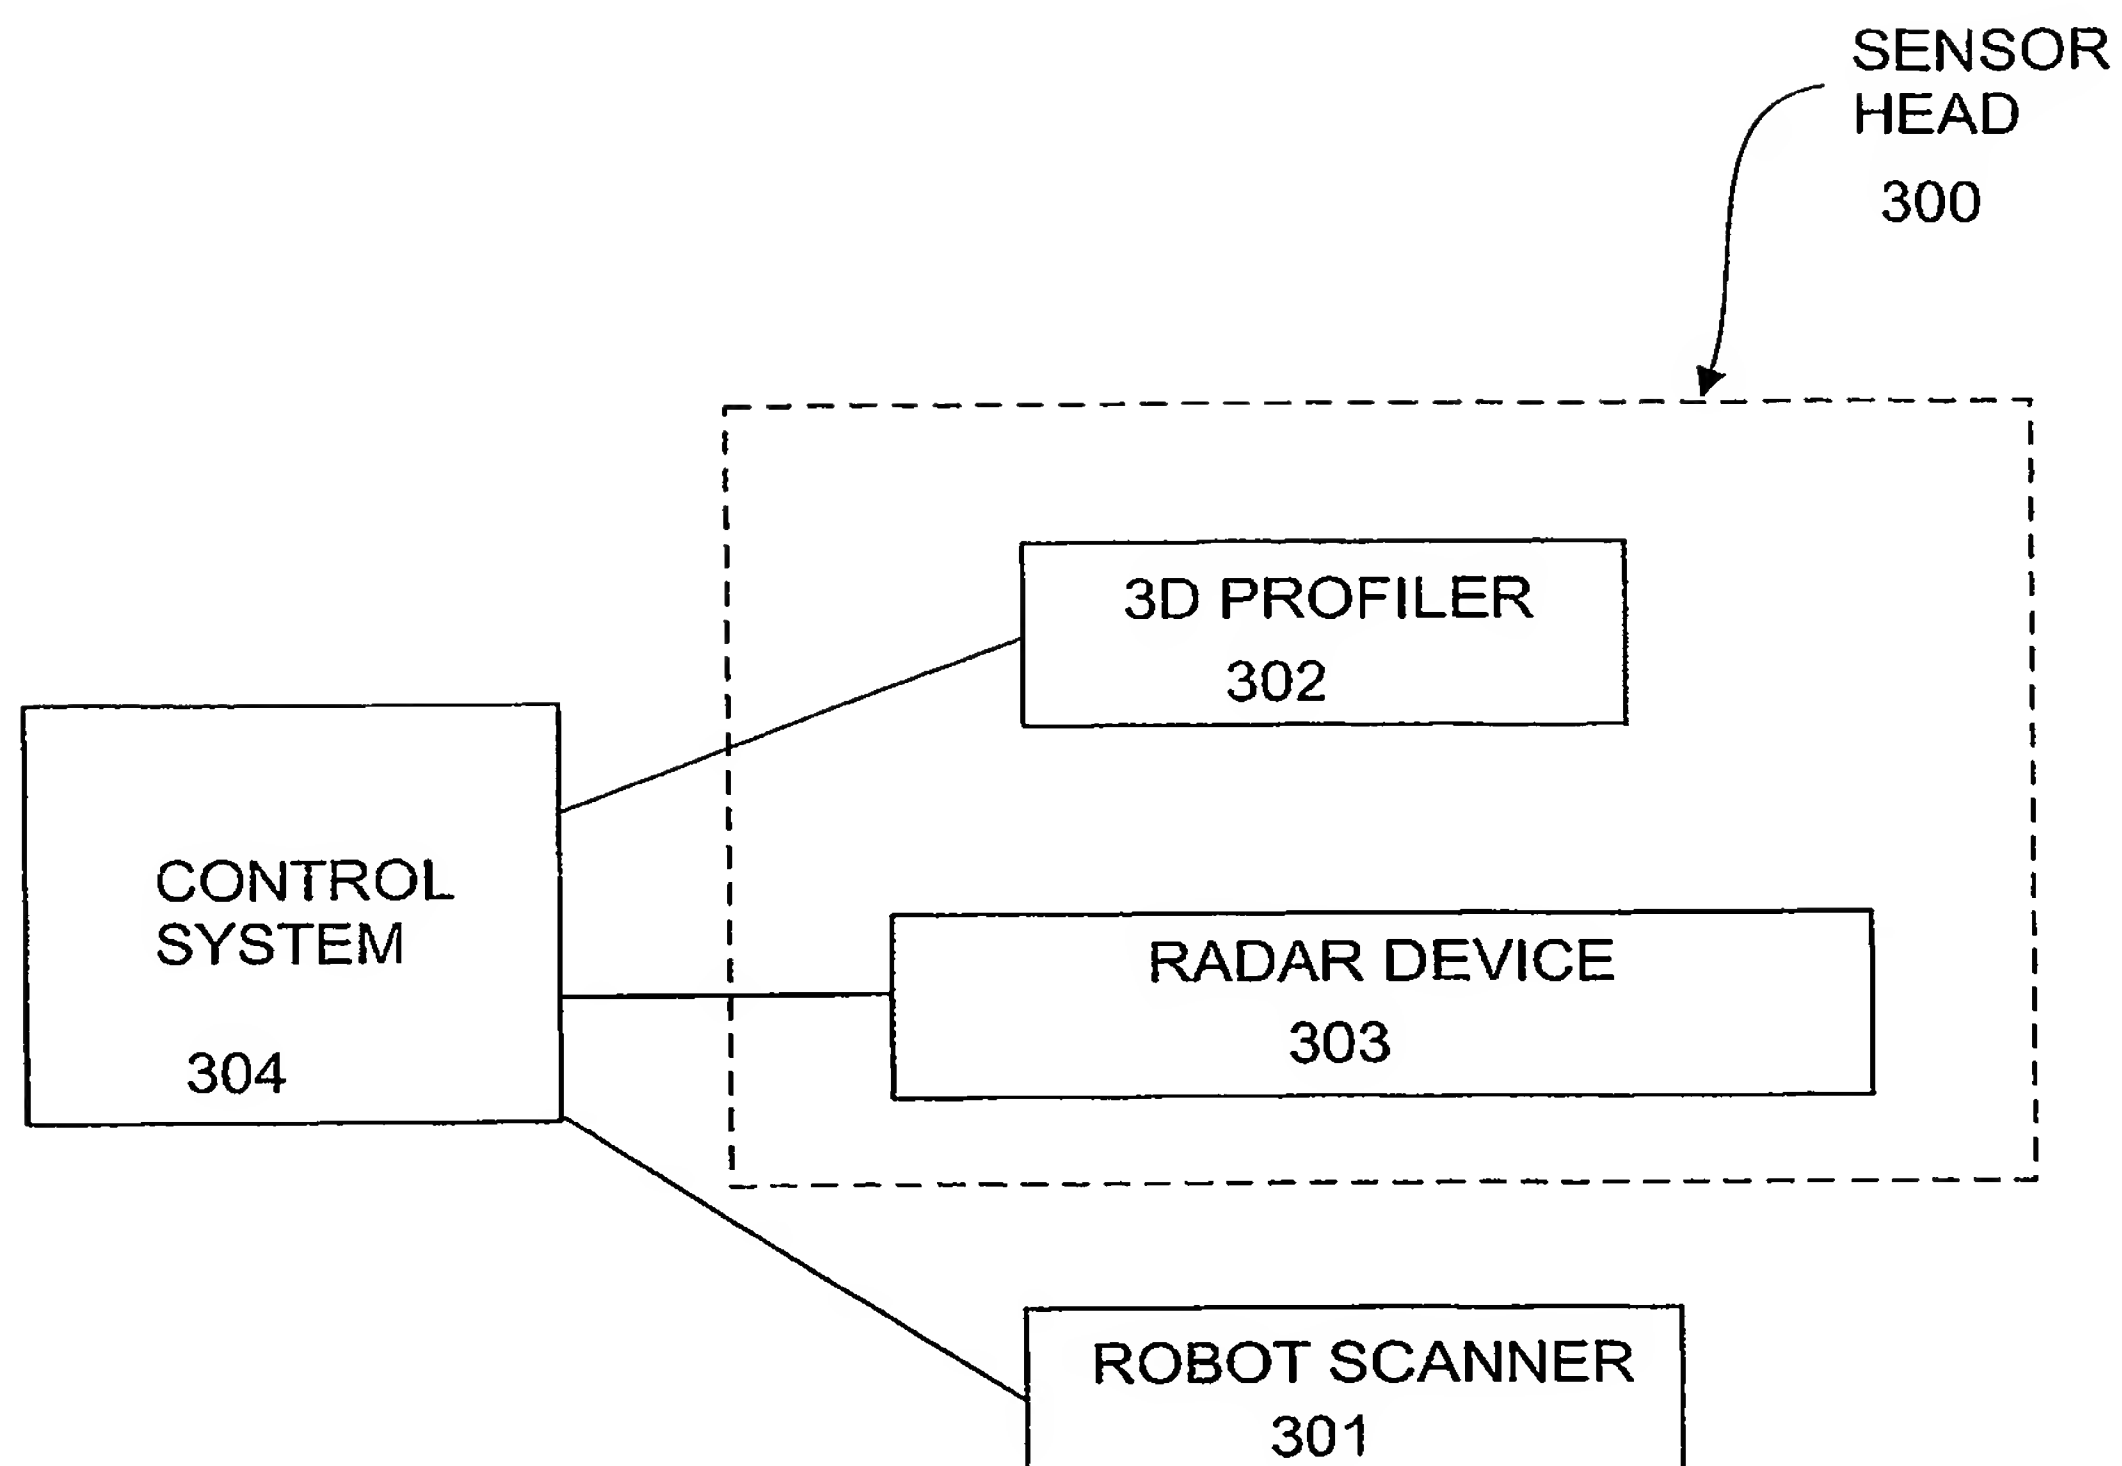 SENSOR
HEAD
300
3D PROFILER
302
CONTROL
SYSTEM
304
RADAR DEVICE
303
ROBOT SCANNER
301